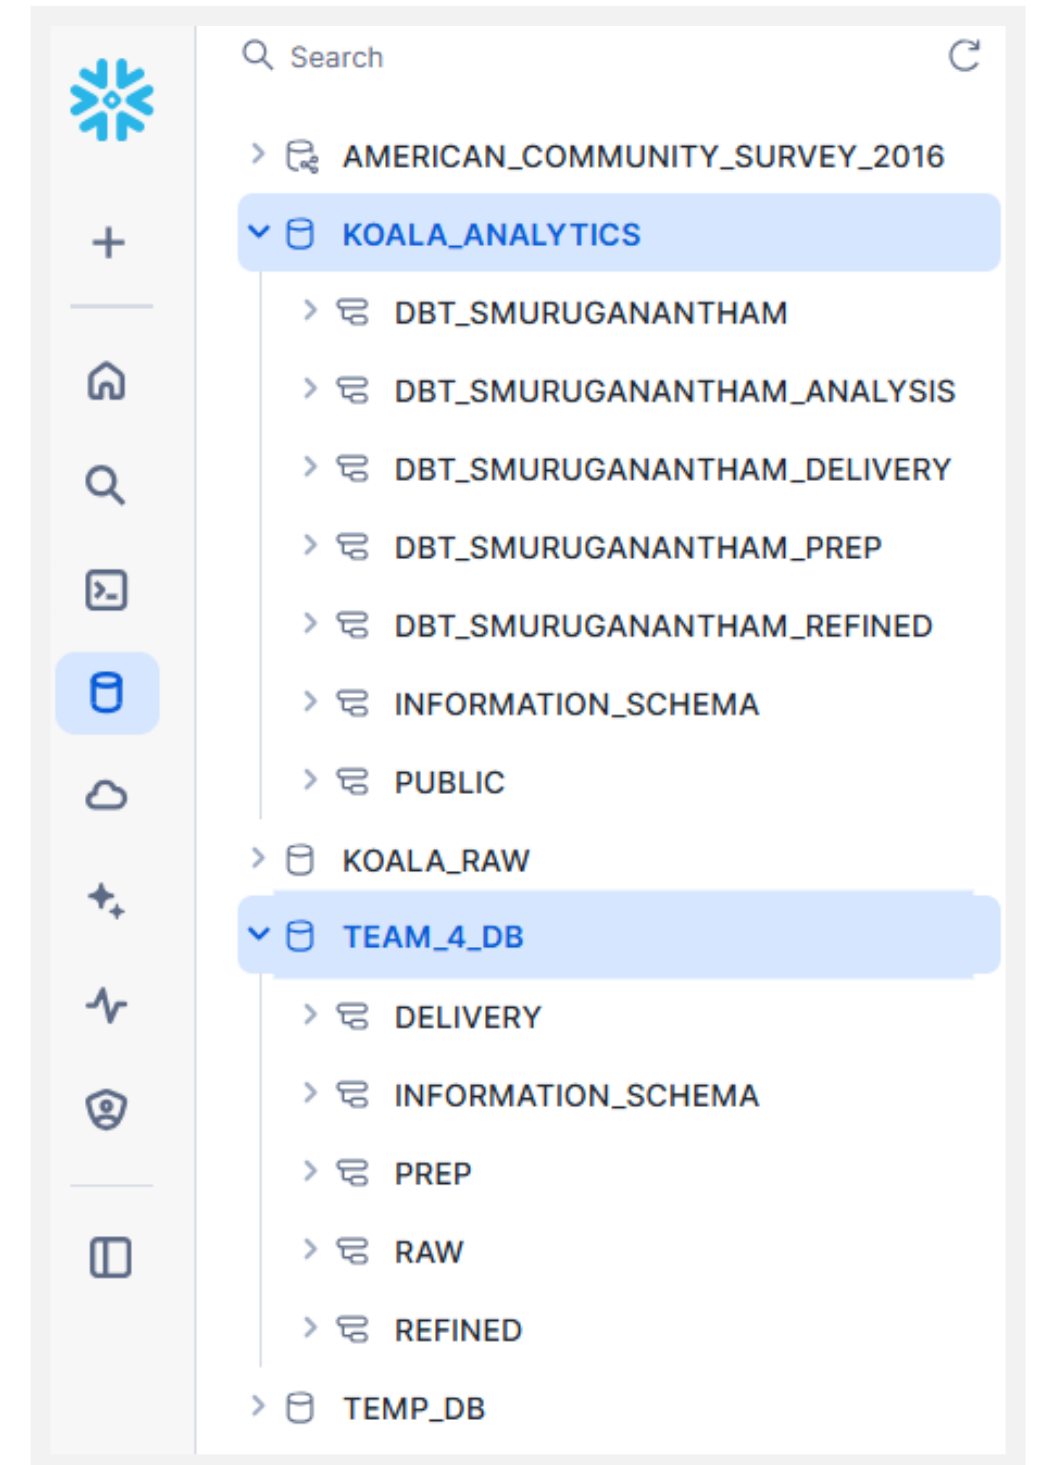 Search
AMERICAN_COMMUNITY_SURVEY_2016
KOALA_ANALYTICS
DBT_SMURUGANANTHAM
DBT_SMURUGANANTHAM_ANALYSIS
DBT_SMURUGANANTHAM_DELIVERY
DBT_SMURUGANANTHAM_PREP
DBT_SMURUGANANTHAM_REFINED
INFORMATION_SCHEMA
PUBLIC
KOALA_RAW
TEAM_4_DB
DELIVERY
INFORMATION_SCHEMA
PREP
RAW
REFINED
TEMP_DB